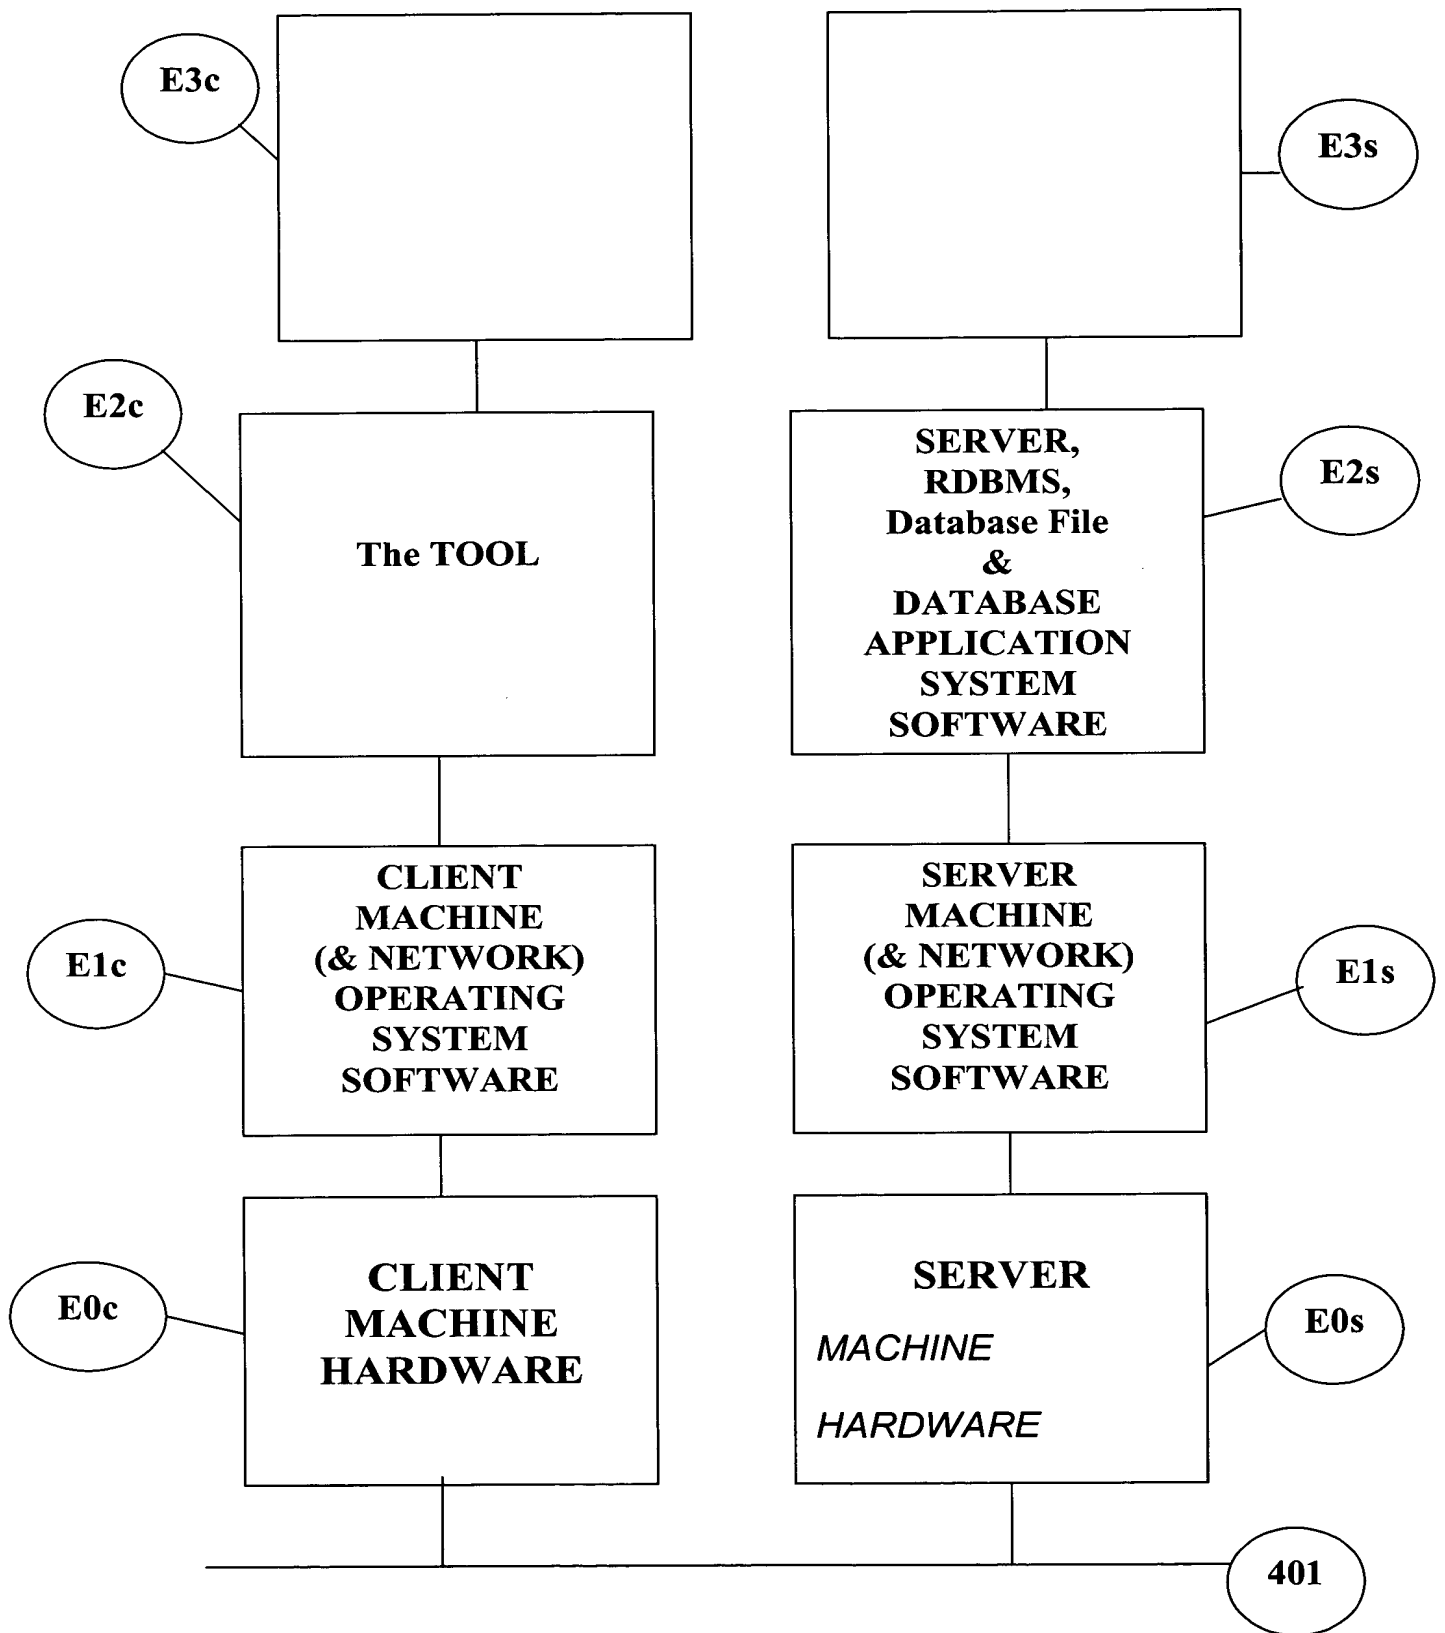 E3c
E3s
E2c
The TOOL
SERVER,
RDBMS,
Database File
&
DATABASE
APPLICATION
SYSTEM
SOFTWARE
E2s
E1c
CLIENT
MACHINE
(& NETWORK)
OPERATING
SYSTEM
SOFTWARE
SERVER
MACHINE
(& NETWORK)
OPERATING
SYSTEM
SOFTWARE
E1s
E0c
CLIENT
MACHINE
HARDWARE
SERVER
MACHINE
HARDWARE
E0s
401